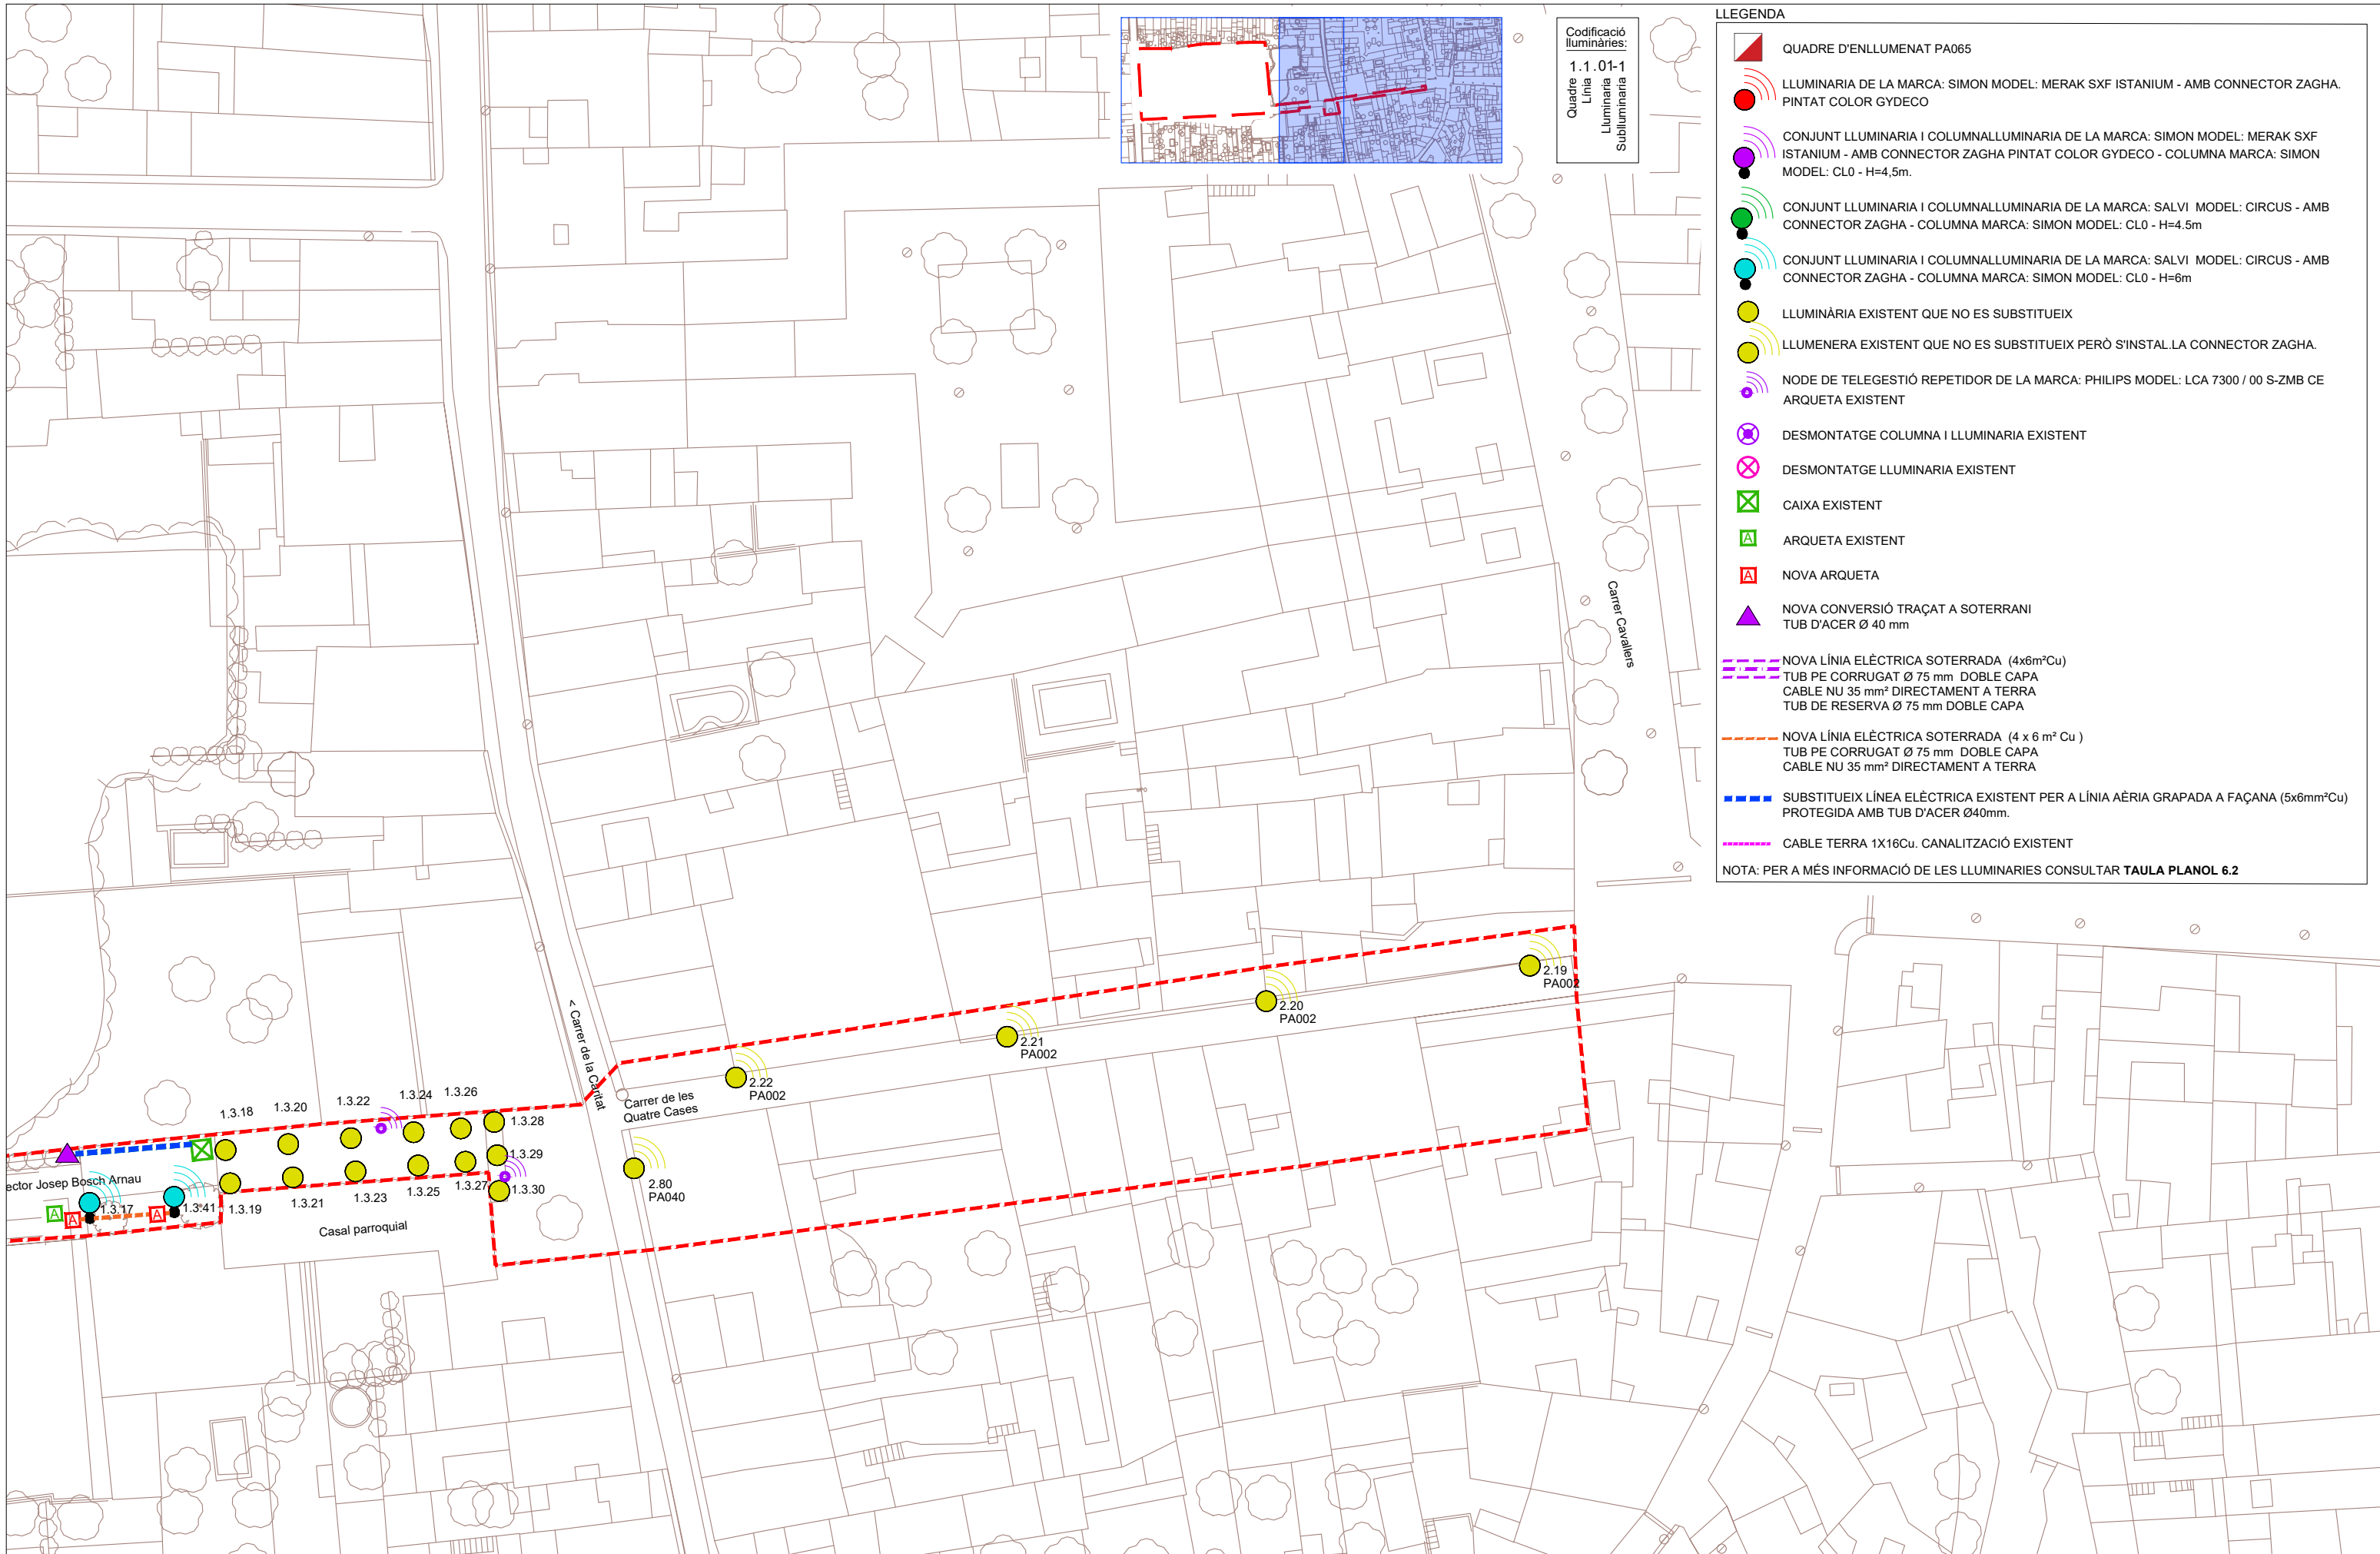 Codificació
lluminàries:
1.1.01-1
Quadre
Línia
Lluminaria
Sublluminaria
LLEGENDA
QUADRE D'ENLLUMENAT PA065
LLUMINARIA DE LA MARCA: SIMON MODEL: MERAK SXF ISTANIUM - AMB CONNECTOR ZAGHA.
PINTAT COLOR GYDECO
CONJUNT LLUMINARIA I COLUMNALLUMINARIA DE LA MARCA: SIMON MODEL: MERAK SXF
ISTANIUM - AMB CONNECTOR ZAGHA PINTAT COLOR GYDECO - COLUMNA MARCA: SIMON
MODEL: CL0 - H=4,5m.
CONJUNT LLUMINARIA I COLUMNALLUMINARIA DE LA MARCA: SALVI MODEL: CIRCUS - AMB
CONNECTOR ZAGHA - COLUMNA MARCA: SIMON MODEL: CL0 - H=4.5m
CONJUNT LLUMINARIA I COLUMNALLUMINARIA DE LA MARCA: SALVI MODEL: CIRCUS - AMB
CONNECTOR ZAGHA - COLUMNA MARCA: SIMON MODEL: CL0 - H=6m
LLUMINÀRIA EXISTENT QUE NO ES SUBSTITUEIX
LLUMENERA EXISTENT QUE NO ES SUBSTITUEIX PERÒ S'INSTAL.LA CONNECTOR ZAGHA.
NODE DE TELEGESTIÓ REPETIDOR DE LA MARCA: PHILIPS MODEL: LCA 7300 / 00 S-ZMB CE
ARQUETA EXISTENT
DESMONTATGE COLUMNA I LLUMINARIA EXISTENT
DESMONTATGE LLUMINARIA EXISTENT
CAIXA EXISTENT
A ARQUETA EXISTENT
A NOVA ARQUETA
NOVA CONVERSIÓ TRAÇAT A SOTERRANI
TUB D'ACER Ø 40 mm
NOVA LÍNIA ELÈCTRICA SOTERRADA (4x6m²Cu)
TUB PE CORRUGAT Ø 75 mm DOBLE CAPA
CABLE NU 35 mm² DIRECTAMENT A TERRA
TUB DE RESERVA Ø 75 mm DOBLE CAPA
NOVA LÍNIA ELÈCTRICA SOTERRADA (4 x 6 m² Cu )
TUB PE CORRUGAT Ø 75 mm DOBLE CAPA
CABLE NU 35 mm² DIRECTAMENT A TERRA
SUBSTITUEIX LÍNEA ELÈCTRICA EXISTENT PER A LÍNIA AÈRIA GRAPADA A FAÇANA (5x6mm²Cu)
PROTEGIDA AMB TUB D'ACER Ø40mm.
CABLE TERRA 1X16Cu. CANALITZACIÓ EXISTENT
NOTA: PER A MÉS INFORMACIÓ DE LES LLUMINARIES CONSULTAR TAULA PLANOL 6.2
Carrer Cavallers
2.19
PA002
2.20
PA002
2.21
PA002
2.22
PA002
< Carrer de la Caritat
Carrer de les
Quatre Cases
2.80
PA040
1.3.18
1.3.20
1.3.22
1.3.24
1.3.26
1.3.28
1.3.29
1.3.30
ector Josep Bosch Arnau
A
A
1.3.17
A
1.3.41
1.3.19
1.3.21
1.3.23
1.3.25
1.3.27
Casal parroquial